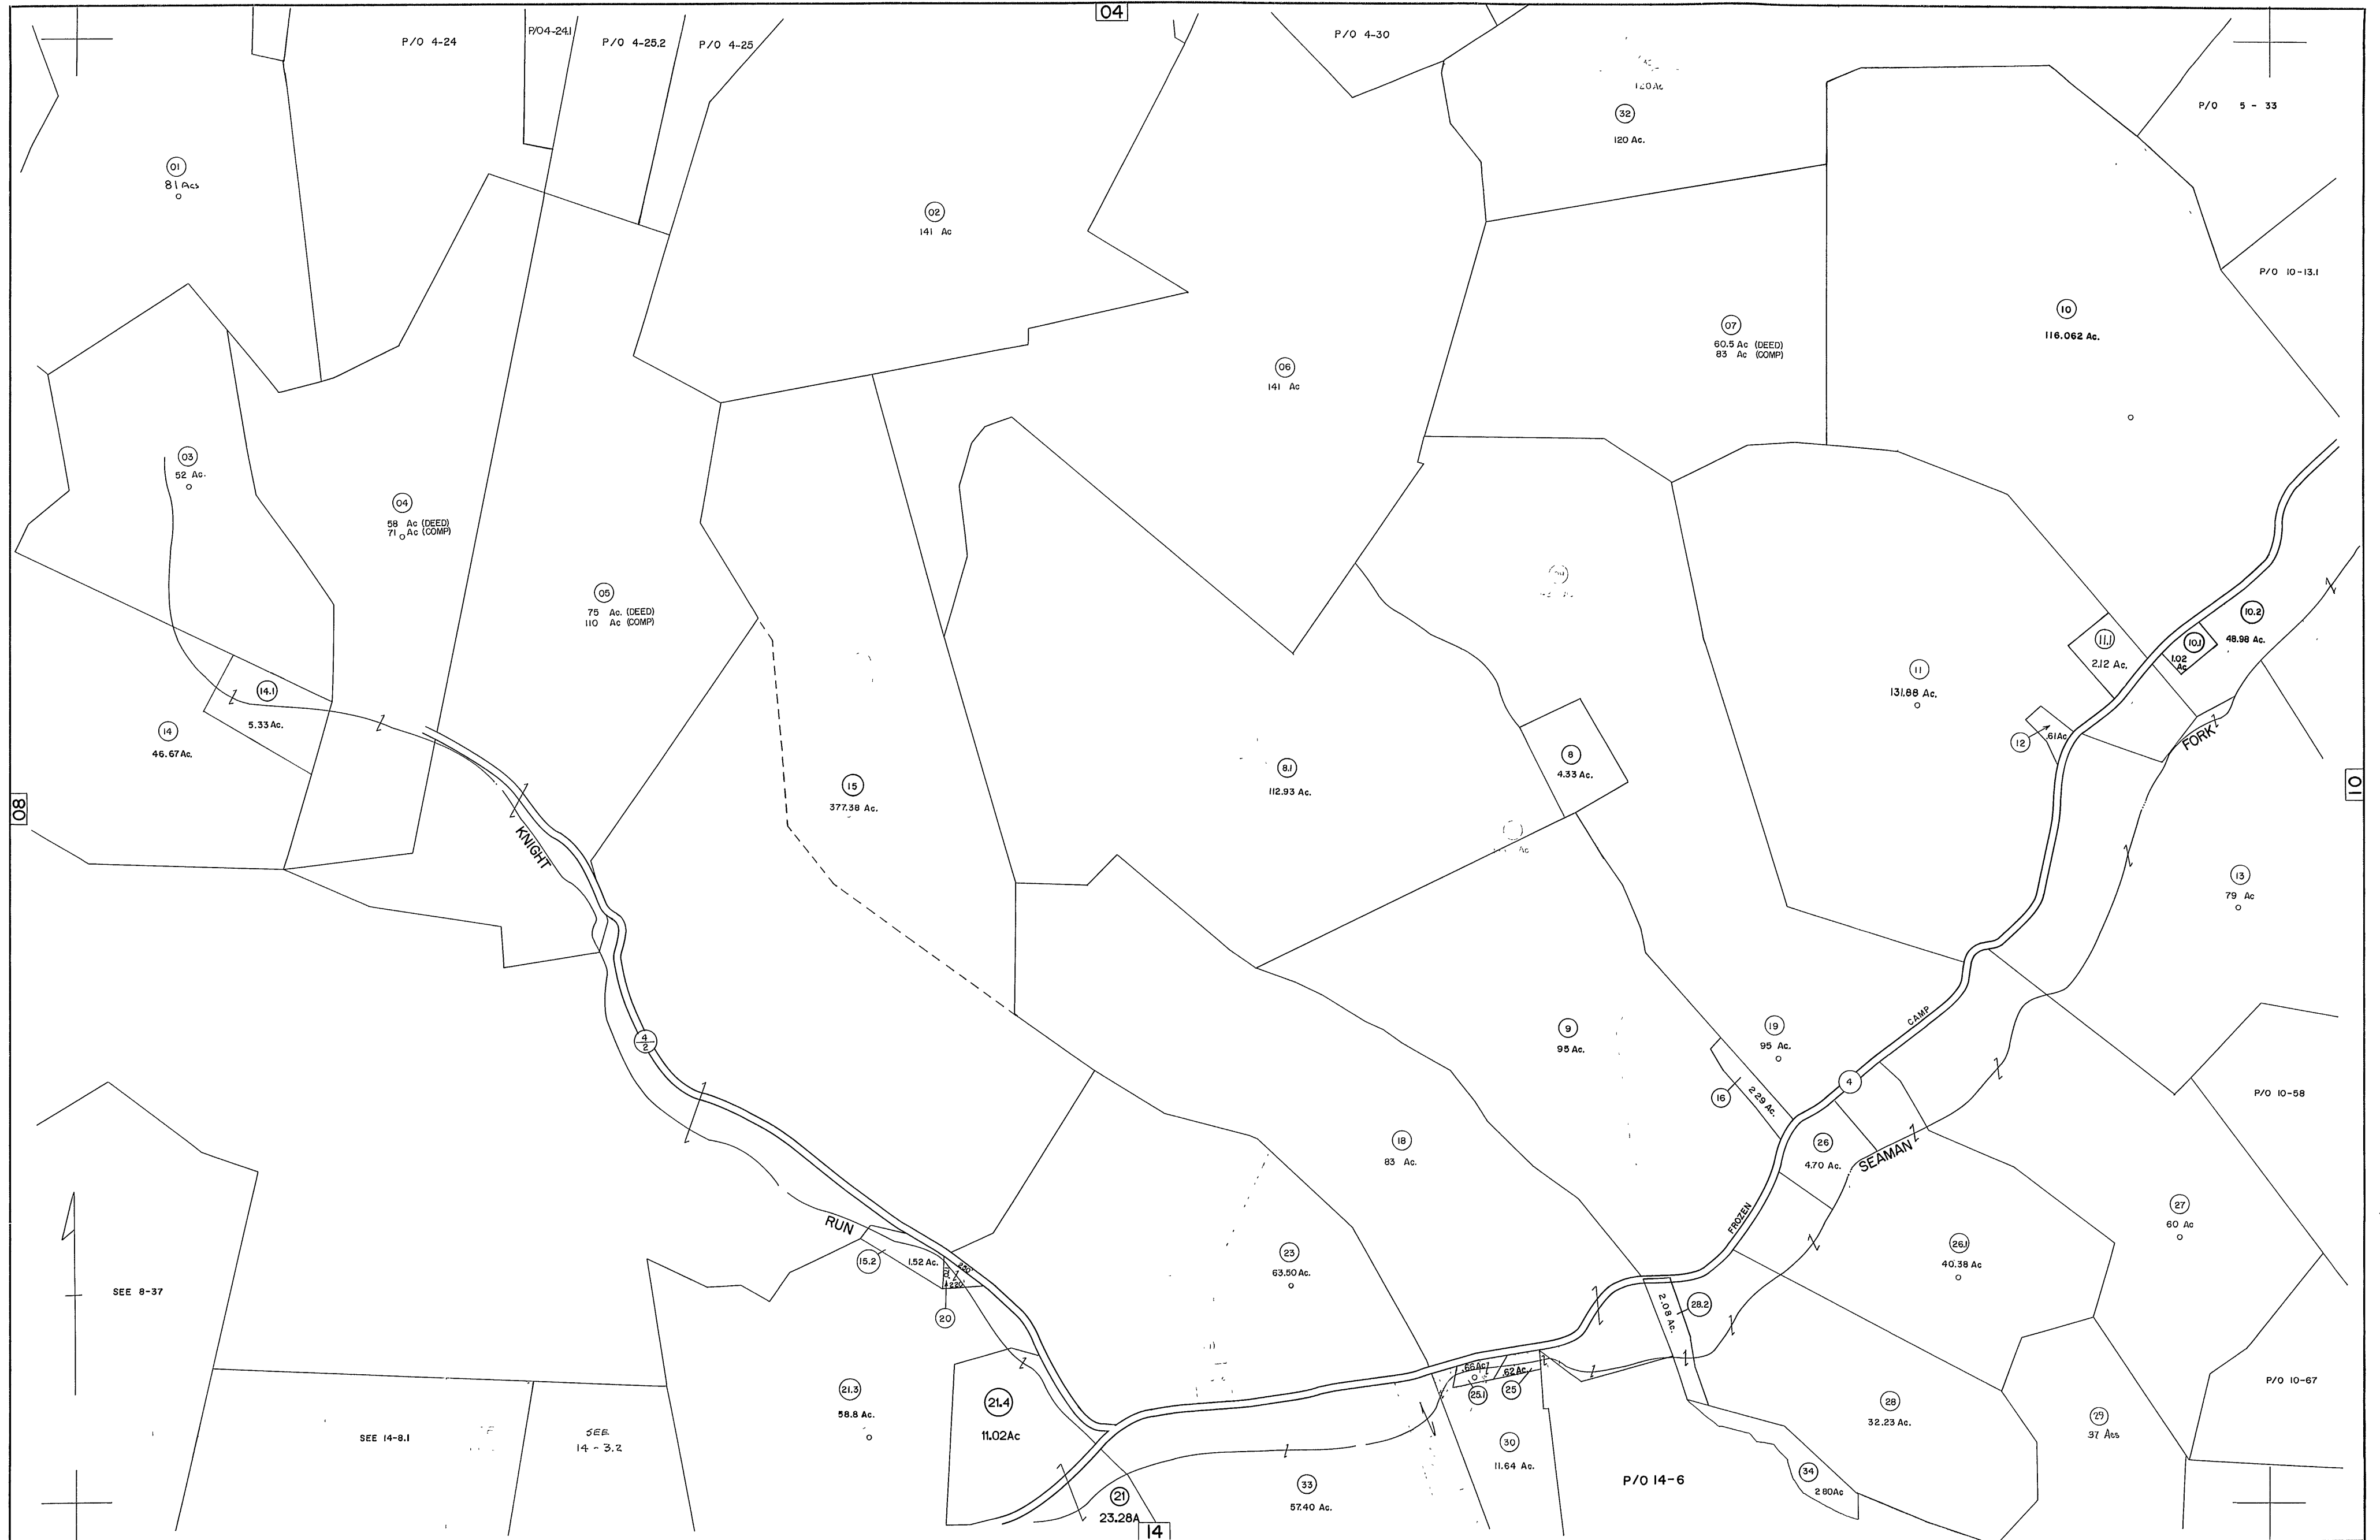 04
P/O 4-24
P/O4-24.1
P/O 4-25.2
P/O 4-25
P/O 4-30
120 Ac
32
120 Ac.
P/O 5 - 33
01
81 Acs
02
141 Ac
P/O 10-13.1
10
116.062 Ac.
07
60.5 Ac (DEED)
83 Ac (COMP)
06
141 Ac
03
52 Ac.
04
58 Ac (DEED)
71 Ac (COMP)
05
75 Ac. (DEED)
110 Ac (COMP)
10.2
48.98 Ac.
10.1
1.02
Ac
11.1
2.12 Ac.
11
131.88 Ac.
12
.61Ac
FORK
14.1
5.33 Ac.
14
46.67 Ac.
08
15
377.38 Ac.
8.1
112.93 Ac.
8
4.33 Ac.
10
KNIGHT
Ac
13
79 Ac
4
2
9
95 Ac.
19
95 Ac.
CAMP
4
16
2.29 Ac.
P/O 10-58
18
83 Ac.
26
4.70 Ac.
SEAMAN
FROZEN
27
60 Ac
RUN
15.2
1.52 Ac.
220'
220'
20
23
63.50 Ac.
26.1
40.38 Ac
SEE 8-37
2.08 Ac.
28.2
.66Ac
.62Ac.
25.1
25
21.3
58.8 Ac.
21.4
11.02Ac
28
32.23 Ac.
P/O 10-67
29
37 Acs
SEE 14-8.1
SEE
14 - 3.2
30
11.64 Ac.
P/O 14-6
34
2.80Ac
33
57.40 Ac.
21
23.28A
14